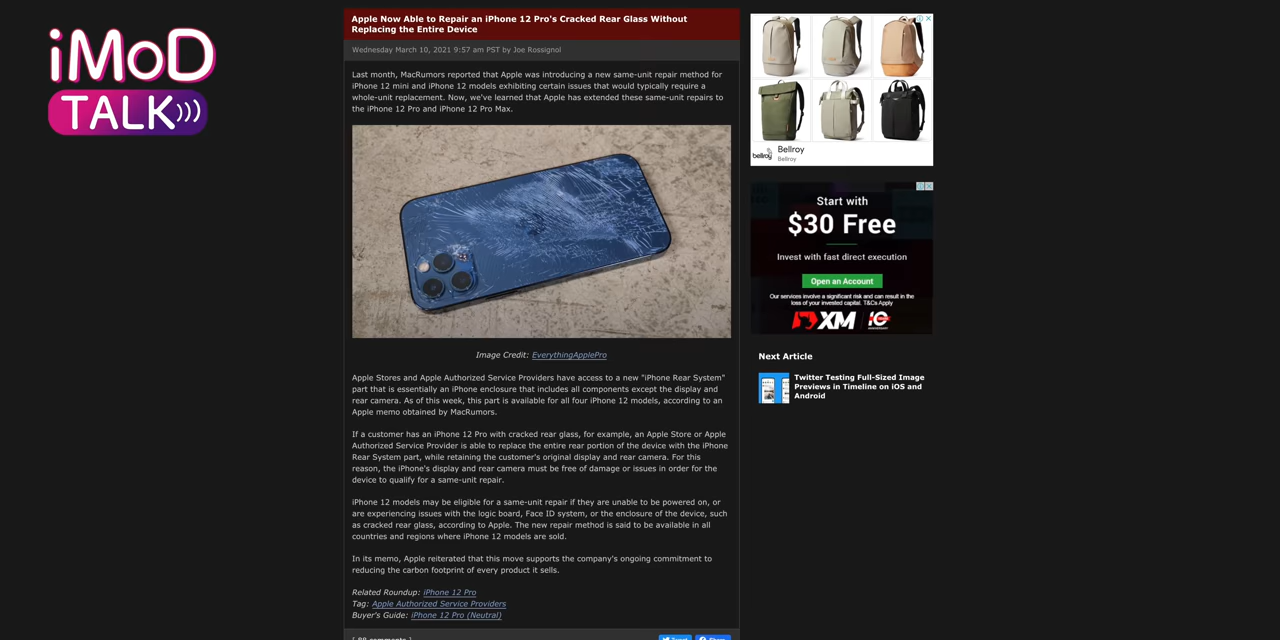 iMoD
TALK
Apple Now Able to Repair an iPhone 12 Pro's Cracked Rear Glass Without
Replacing the Entire Device
Wednesday March 10, 2021 9:57 am PST by Joe Rossignol
Last month, MacRumors reported that Apple was introducing a new same-unit repair method for
iPhone 12 mini and iPhone 12 models exhibiting certain issues that would typically require a
whole-unit replacement. Now, we've learned that Apple has extended these same-unit repairs to
the iPhone 12 Pro and iPhone 12 Pro Max.
Image Credit: EverythingApplePro
Apple Stores and Apple Authorized Service Providers have access to a new "iPhone Rear System"
part that is essentially an iPhone enclosure that includes all components except the display and
rear camera. As of this week, this part is available for all four iPhone 12 models, according to an
Apple memo obtained by MacRumors.
If a customer has an iPhone 12 Pro with cracked rear glass, for example, an Apple Store or Apple
Authorized Service Provider is able to replace the entire rear portion of the device with the iPhone
Rear System part, while retaining the customer's original display and rear camera. For this
reason, the iPhone's display and rear camera must be free of damage or issues in order for the
device to qualify for a same-unit repair.
iPhone 12 models may be eligible for a same-unit repair if they are unable to be powered on, or
are experiencing issues with the logic board, Face ID system, or the enclosure of the device, such
as cracked rear glass, according to Apple. The new repair method is said to be available in all
countries and regions where iPhone 12 models are sold.
In its memo, Apple reiterated that this move supports the company's ongoing commitment to
reducing the carbon footprint of every product it sells.
Related Roundup: iPhone 12 Pro
Tag: Apple Authorized Service Providers
Buyer's Guide: iPhone 12 Pro (Neutral)
bellroy
Bellroy
Bellroy
Start with
$30 Free
Invest with fast direct execution
Open an Account
Our services involve a significant risk and can result in the
loss of your invested capital. T&Cs Apply
XM
Next Article
Twitter Testing Full-Sized Image
Previews in Timeline on iOS and
Android